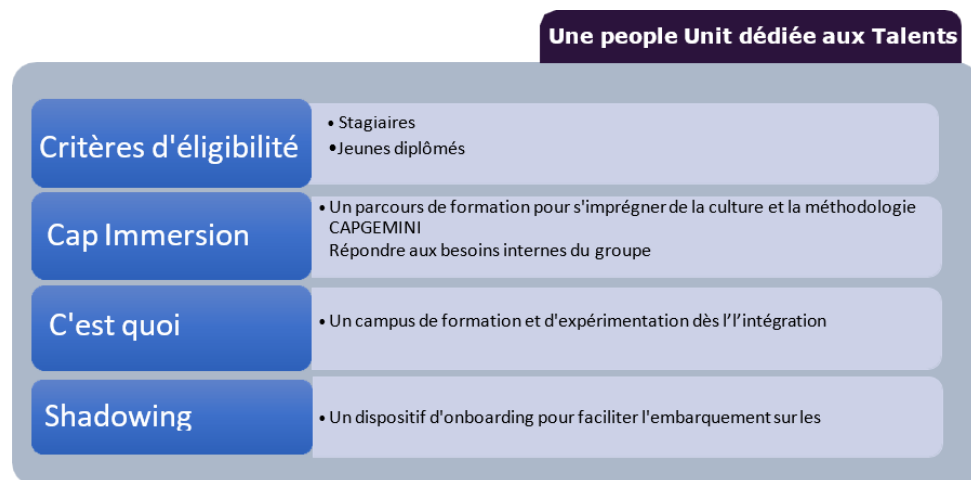 Une people Unit dédiée aux Talents
Critères d'éligibilité
• Stagiaires
•Jeunes diplômés
Cap Immersion
• Un parcours de formation pour s'imprégner de la culture et la méthodologie
CAPGEMINI
Répondre aux besoins internes du groupe
C'est quoi
• Un campus de formation et d'expérimentation dès l’l’intégration
Shadowing
• Un dispositif d'onboarding pour faciliter l'embarquement sur les